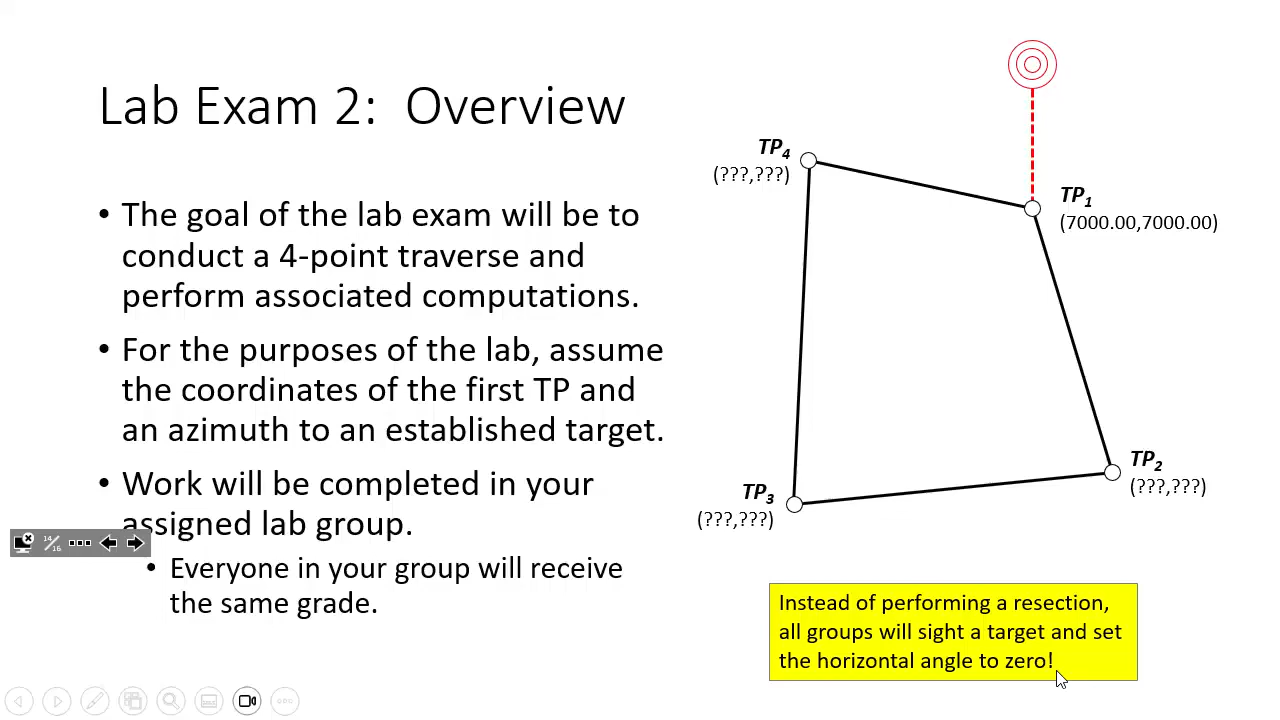 Lab Exam 2:  Overview
• The goal of the lab exam will be to
conduct a 4-point traverse and
perform associated computations.
• For the purposes of the lab, assume
the coordinates of the first TP and
an azimuth to an established target.
• Work will be completed in your
assigned lab group.
• Everyone in your group will receive
the same grade.
TP4
(???,???)
TP1
(7000.00,7000.00)
TP2
(???,???)
TP3
(???,???)
Instead of performing a resection,
all groups will sight a target and set
the horizontal angle to zero!
14/16